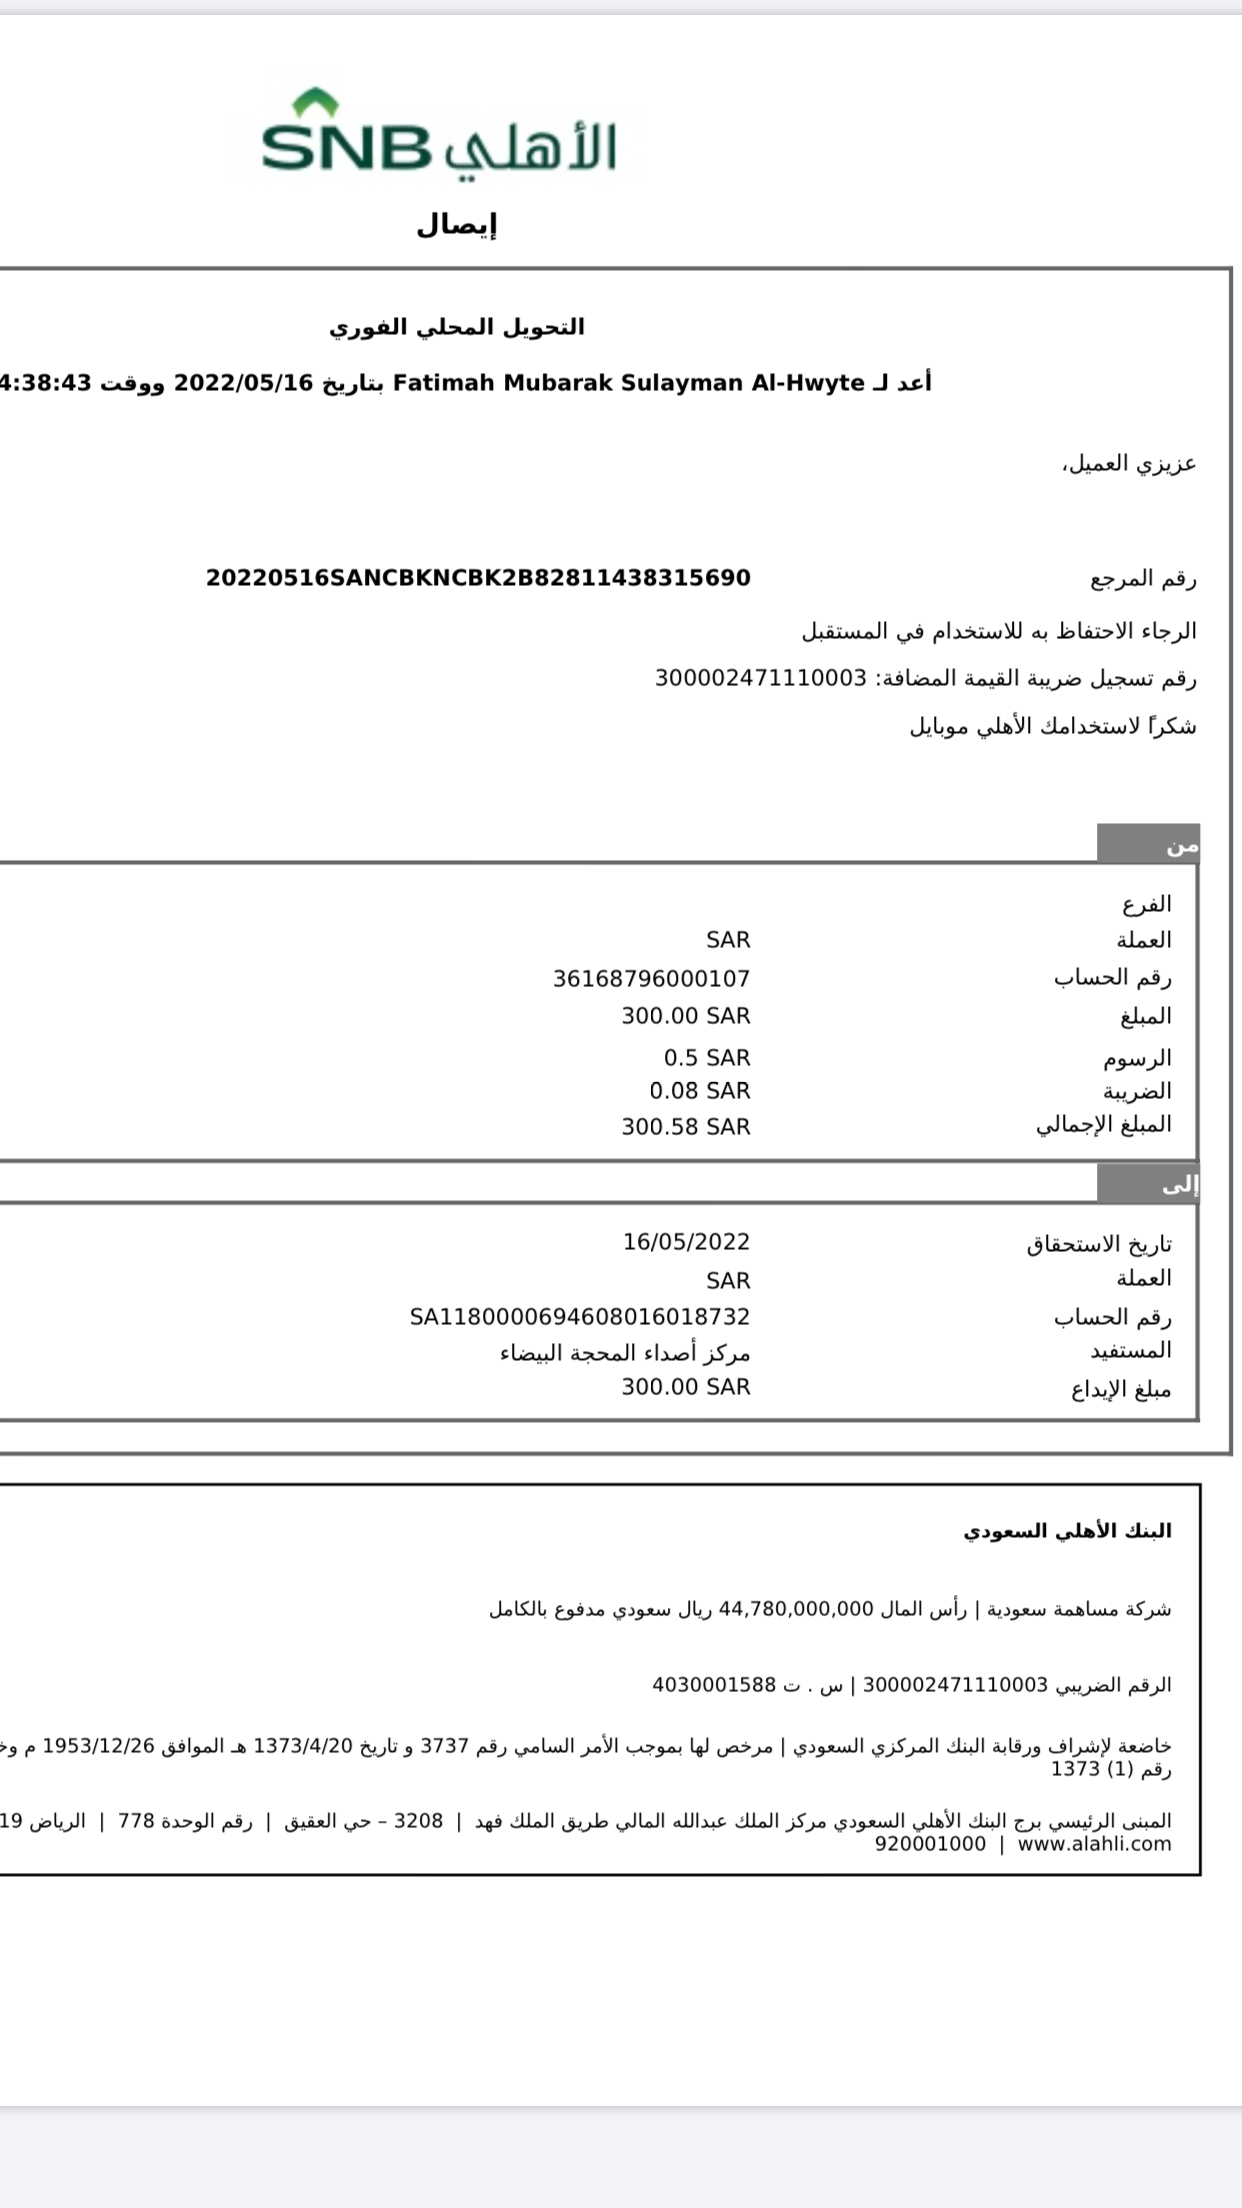 SNB الأهلي
إيصال
التحويل المحلي الفوري
أعد لـ Fatimah Mubarak Sulayman Al-Hwyte بتاريخ 2022/05/16 ووقت 4:38:43
عزيزي العميل،
رقم المرجع 20220516SANCBKNCBK2B82811438315690
الرجاء الاحتفاظ به للاستخدام في المستقبل
رقم تسجيل ضريبة القيمة المضافة: 300002471110003
شكراً لاستخدامك الأهلي موبايل
من
الفرع
العملة SAR
رقم الحساب 36168796000107
المبلغ 300.00 SAR
الرسوم 0.5 SAR
الضريبة 0.08 SAR
المبلغ الإجمالي 300.58 SAR
إلى
تاريخ الاستحقاق 16/05/2022
العملة SAR
رقم الحساب SA1180000694608016018732
المستفيد مركز أصداء المحجة البيضاء
مبلغ الإيداع 300.00 SAR
البنك الأهلي السعودي
شركة مساهمة سعودية | رأس المال 44,780,000,000 ريال سعودي مدفوع بالكامل
الرقم الضريبي 300002471110003 | س . ت 4030001588
خاضعة لإشراف ورقابة البنك المركزي السعودي | مرخص لها بموجب الأمر السامي رقم 3737 و تاريخ 1373/4/20 هـ الموافق 1953/12/26 م
رقم (1) 1373
المبنى الرئيسي برج البنك الأهلي السعودي مركز الملك عبدالله المالي طريق الملك فهد | 3208 – حي العقيق | رقم الوحدة 778 | الرياض
920001000 | www.alahli.com